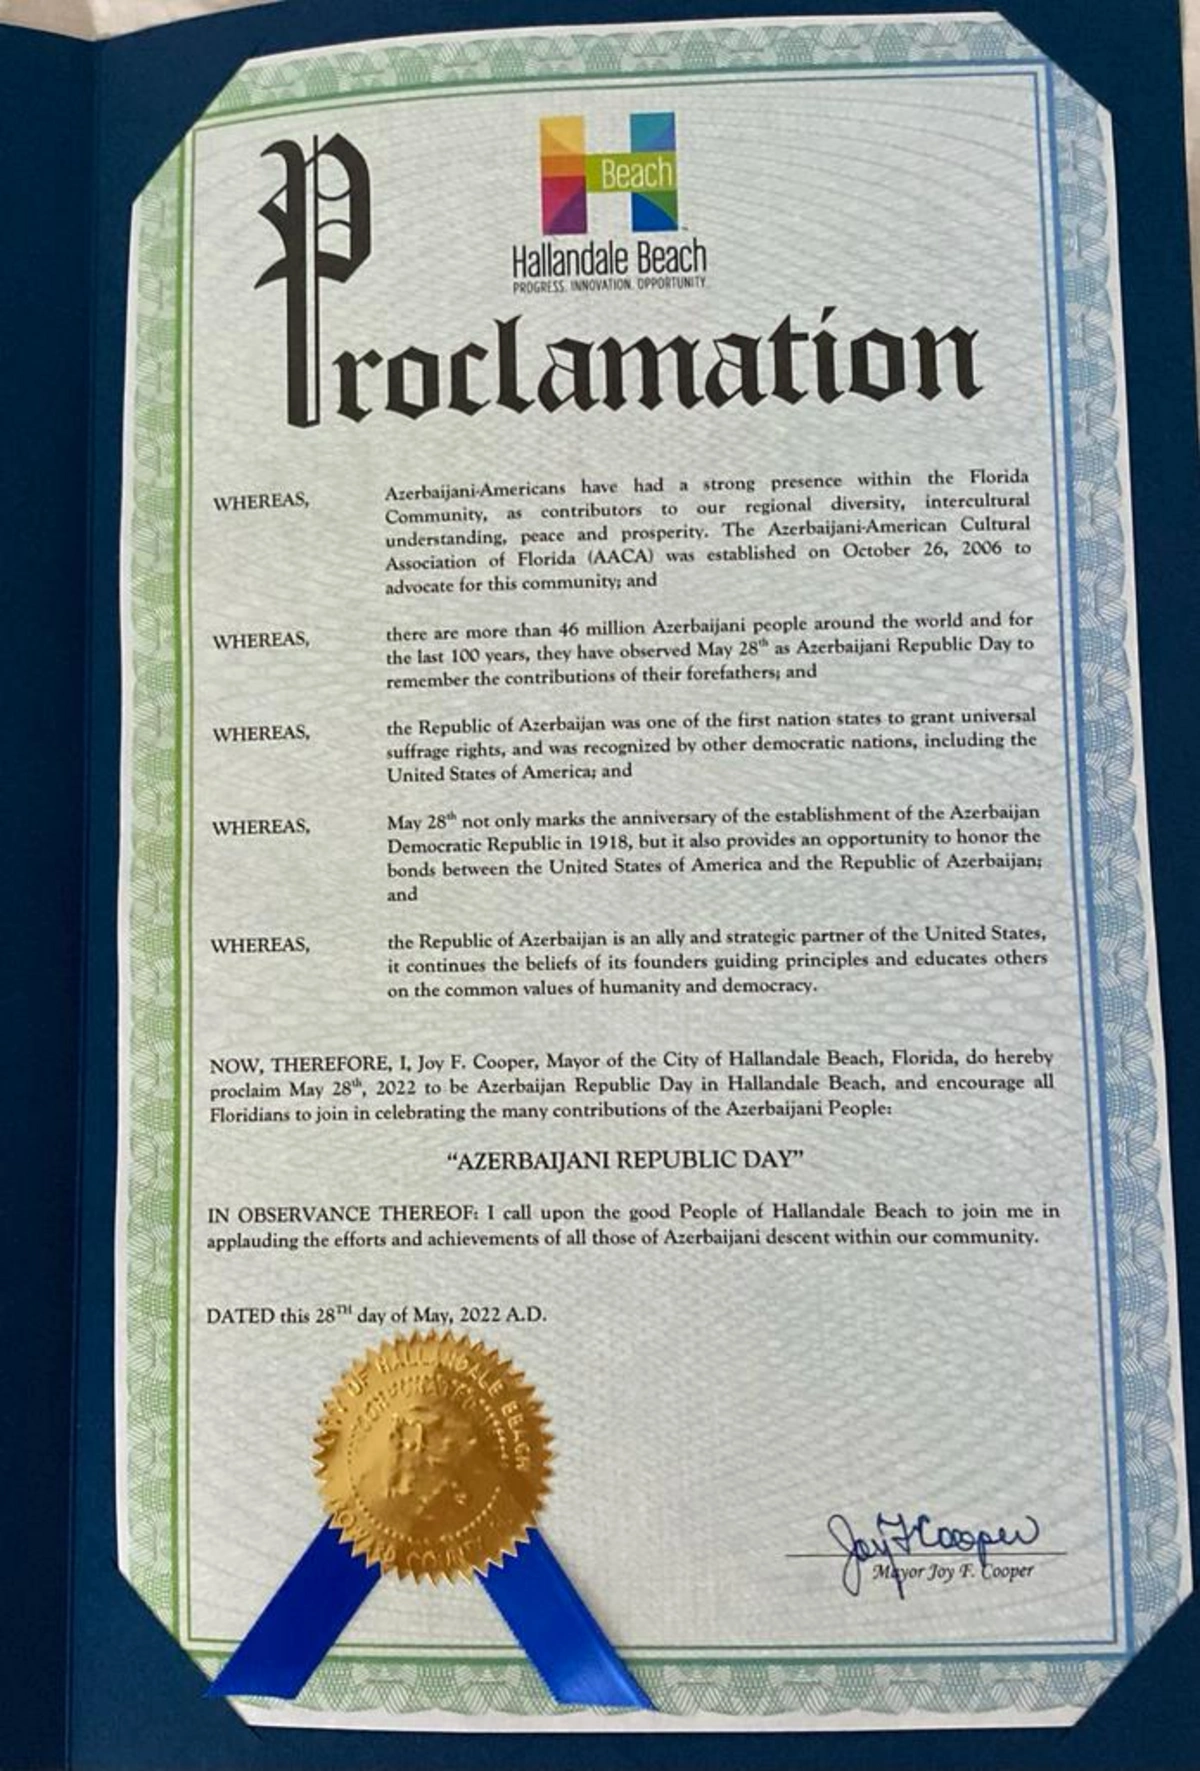 Beach
Hallandale Beach
PROGRESS. INNOVATION. OPPORTUNITY.
Proclamation
WHEREAS, Azerbaijani-Americans have had a strong presence within the Florida
Community, as contributors to our regional diversity, intercultural
understanding, peace and prosperity. The Azerbaijani-American Cultural
Association of Florida (AACA) was established on October 26, 2006 to
advocate for this community; and
WHEREAS, there are more than 46 million Azerbaijani people around the world and for
the last 100 years, they have observed May 28th as Azerbaijani Republic Day to
remember the contributions of their forefathers; and
WHEREAS, the Republic of Azerbaijan was one of the first nation states to grant universal
suffrage rights, and was recognized by other democratic nations, including the
United States of America; and
WHEREAS, May 28th not only marks the anniversary of the establishment of the Azerbaijan
Democratic Republic in 1918, but it also provides an opportunity to honor the
bonds between the United States of America and the Republic of Azerbaijan;
and
WHEREAS, the Republic of Azerbaijan is an ally and strategic partner of the United States,
it continues the beliefs of its founders guiding principles and educates others
on the common values of humanity and democracy.
NOW, THEREFORE, I, Joy F. Cooper, Mayor of the City of Hallandale Beach, Florida, do hereby
proclaim May 28th, 2022 to be Azerbaijan Republic Day in Hallandale Beach, and encourage all
Floridians to join in celebrating the many contributions of the Azerbaijani People:
“AZERBAIJANI REPUBLIC DAY”
IN OBSERVANCE THEREOF: I call upon the good People of Hallandale Beach to join me in
applauding the efforts and achievements of all those of Azerbaijani descent within our community.
DATED this 28TH day of May, 2022 A.D.
OF HALLANDALE BEACH
Joy F Cooper
Mayor Joy F. Cooper